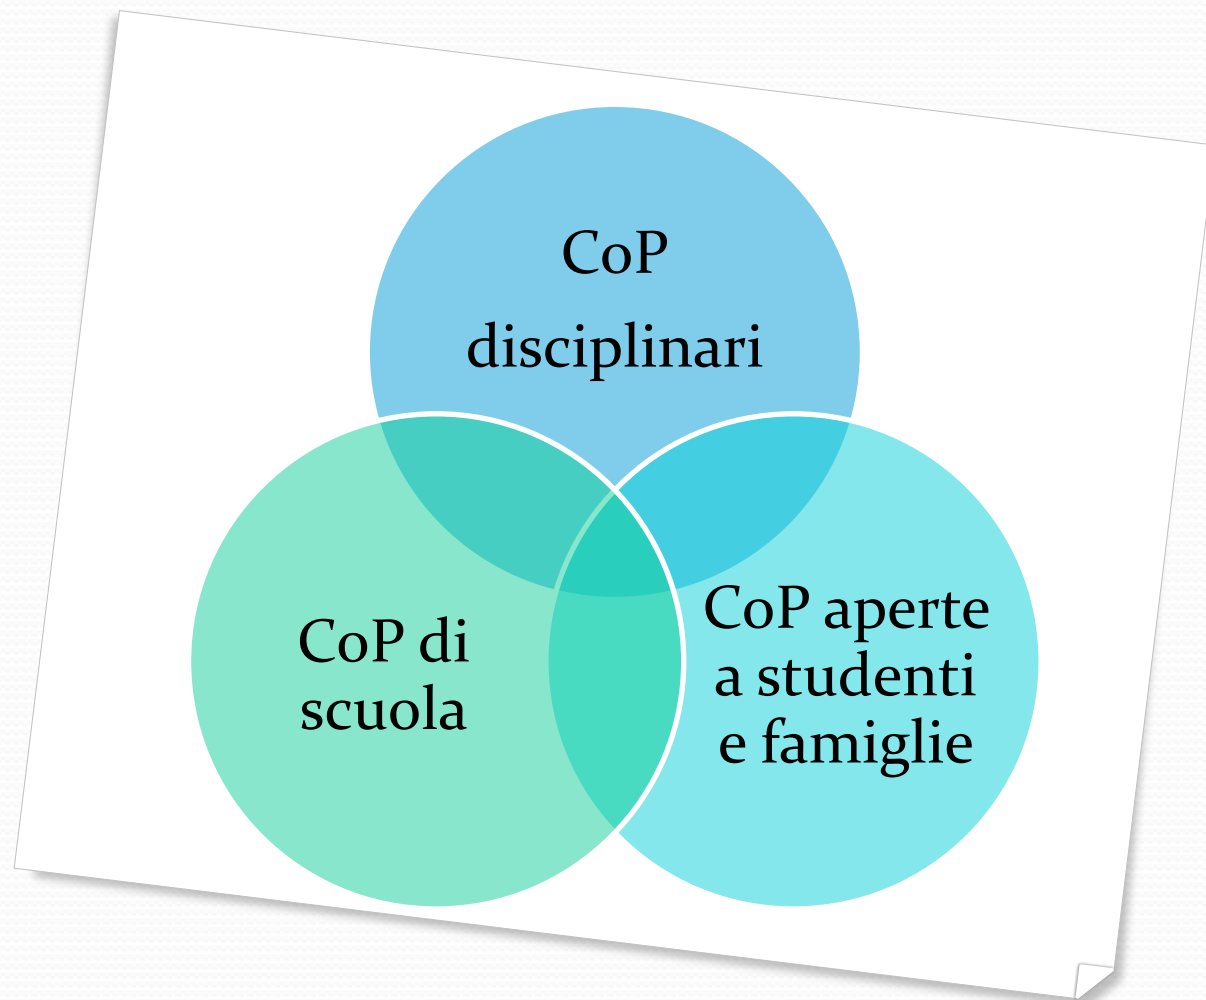 CoP
disciplinari
CoP di
scuola
CoP aperte
a studenti
e famiglie